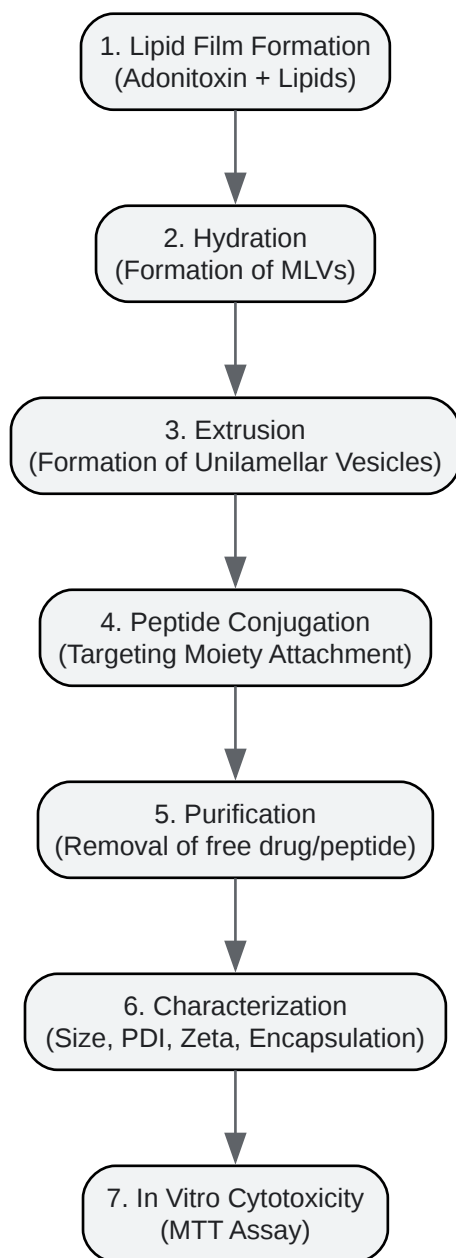 1. Lipid Film Formation
(Adonitoxin + Lipids)
2. Hydration
(Formation of MLVs)
3. Extrusion
(Formation of Unilamellar Vesicles)
4. Peptide Conjugation
(Targeting Moiety Attachment)
5. Purification
(Removal of free drug/peptide)
6. Characterization
(Size, PDI, Zeta, Encapsulation)
7. In Vitro Cytotoxicity
(MTT Assay)